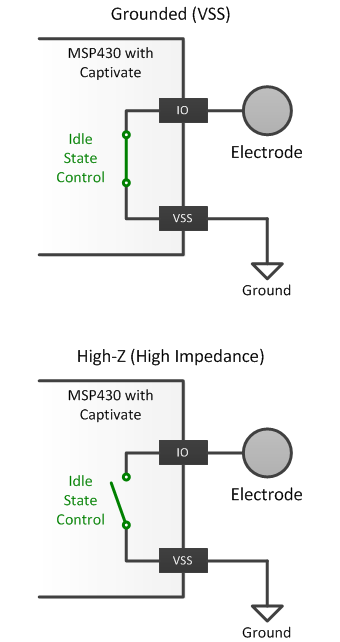 Grounded (VSS)
MSP430 with
Captivate
IO
Idle
State
Control
Electrode
VSS
Ground
High-Z (High Impedance)
MSP430 with
Captivate
IO
Idle
State
Control
Electrode
VSS
Ground